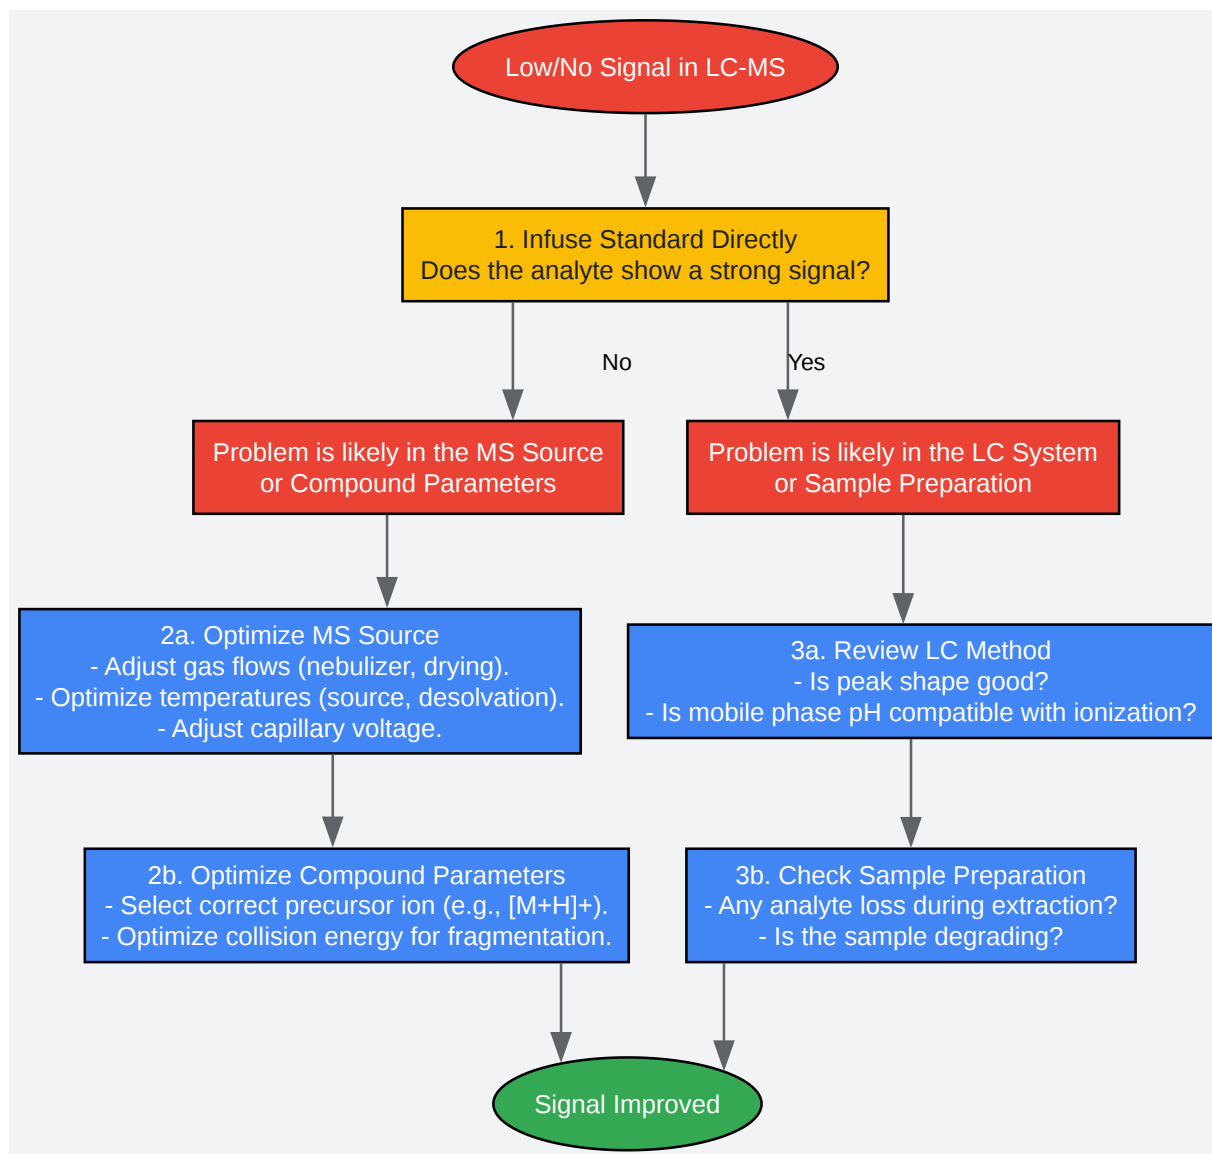 Low/No Signal in LC-MS
1. Infuse Standard Directly
Does the analyte show a strong signal?
No
Yes
Problem is likely in the MS Source
or Compound Parameters
Problem is likely in the LC System
or Sample Preparation
2a. Optimize MS Source
- Adjust gas flows (nebulizer, drying).
- Optimize temperatures (source, desolvation).
- Adjust capillary voltage.
3a. Review LC Method
- Is peak shape good?
- Is mobile phase pH compatible with ionization?
2b. Optimize Compound Parameters
- Select correct precursor ion (e.g., [M+H]+).
- Optimize collision energy for fragmentation.
3b. Check Sample Preparation
- Any analyte loss during extraction?
- Is the sample degrading?
Signal Improved